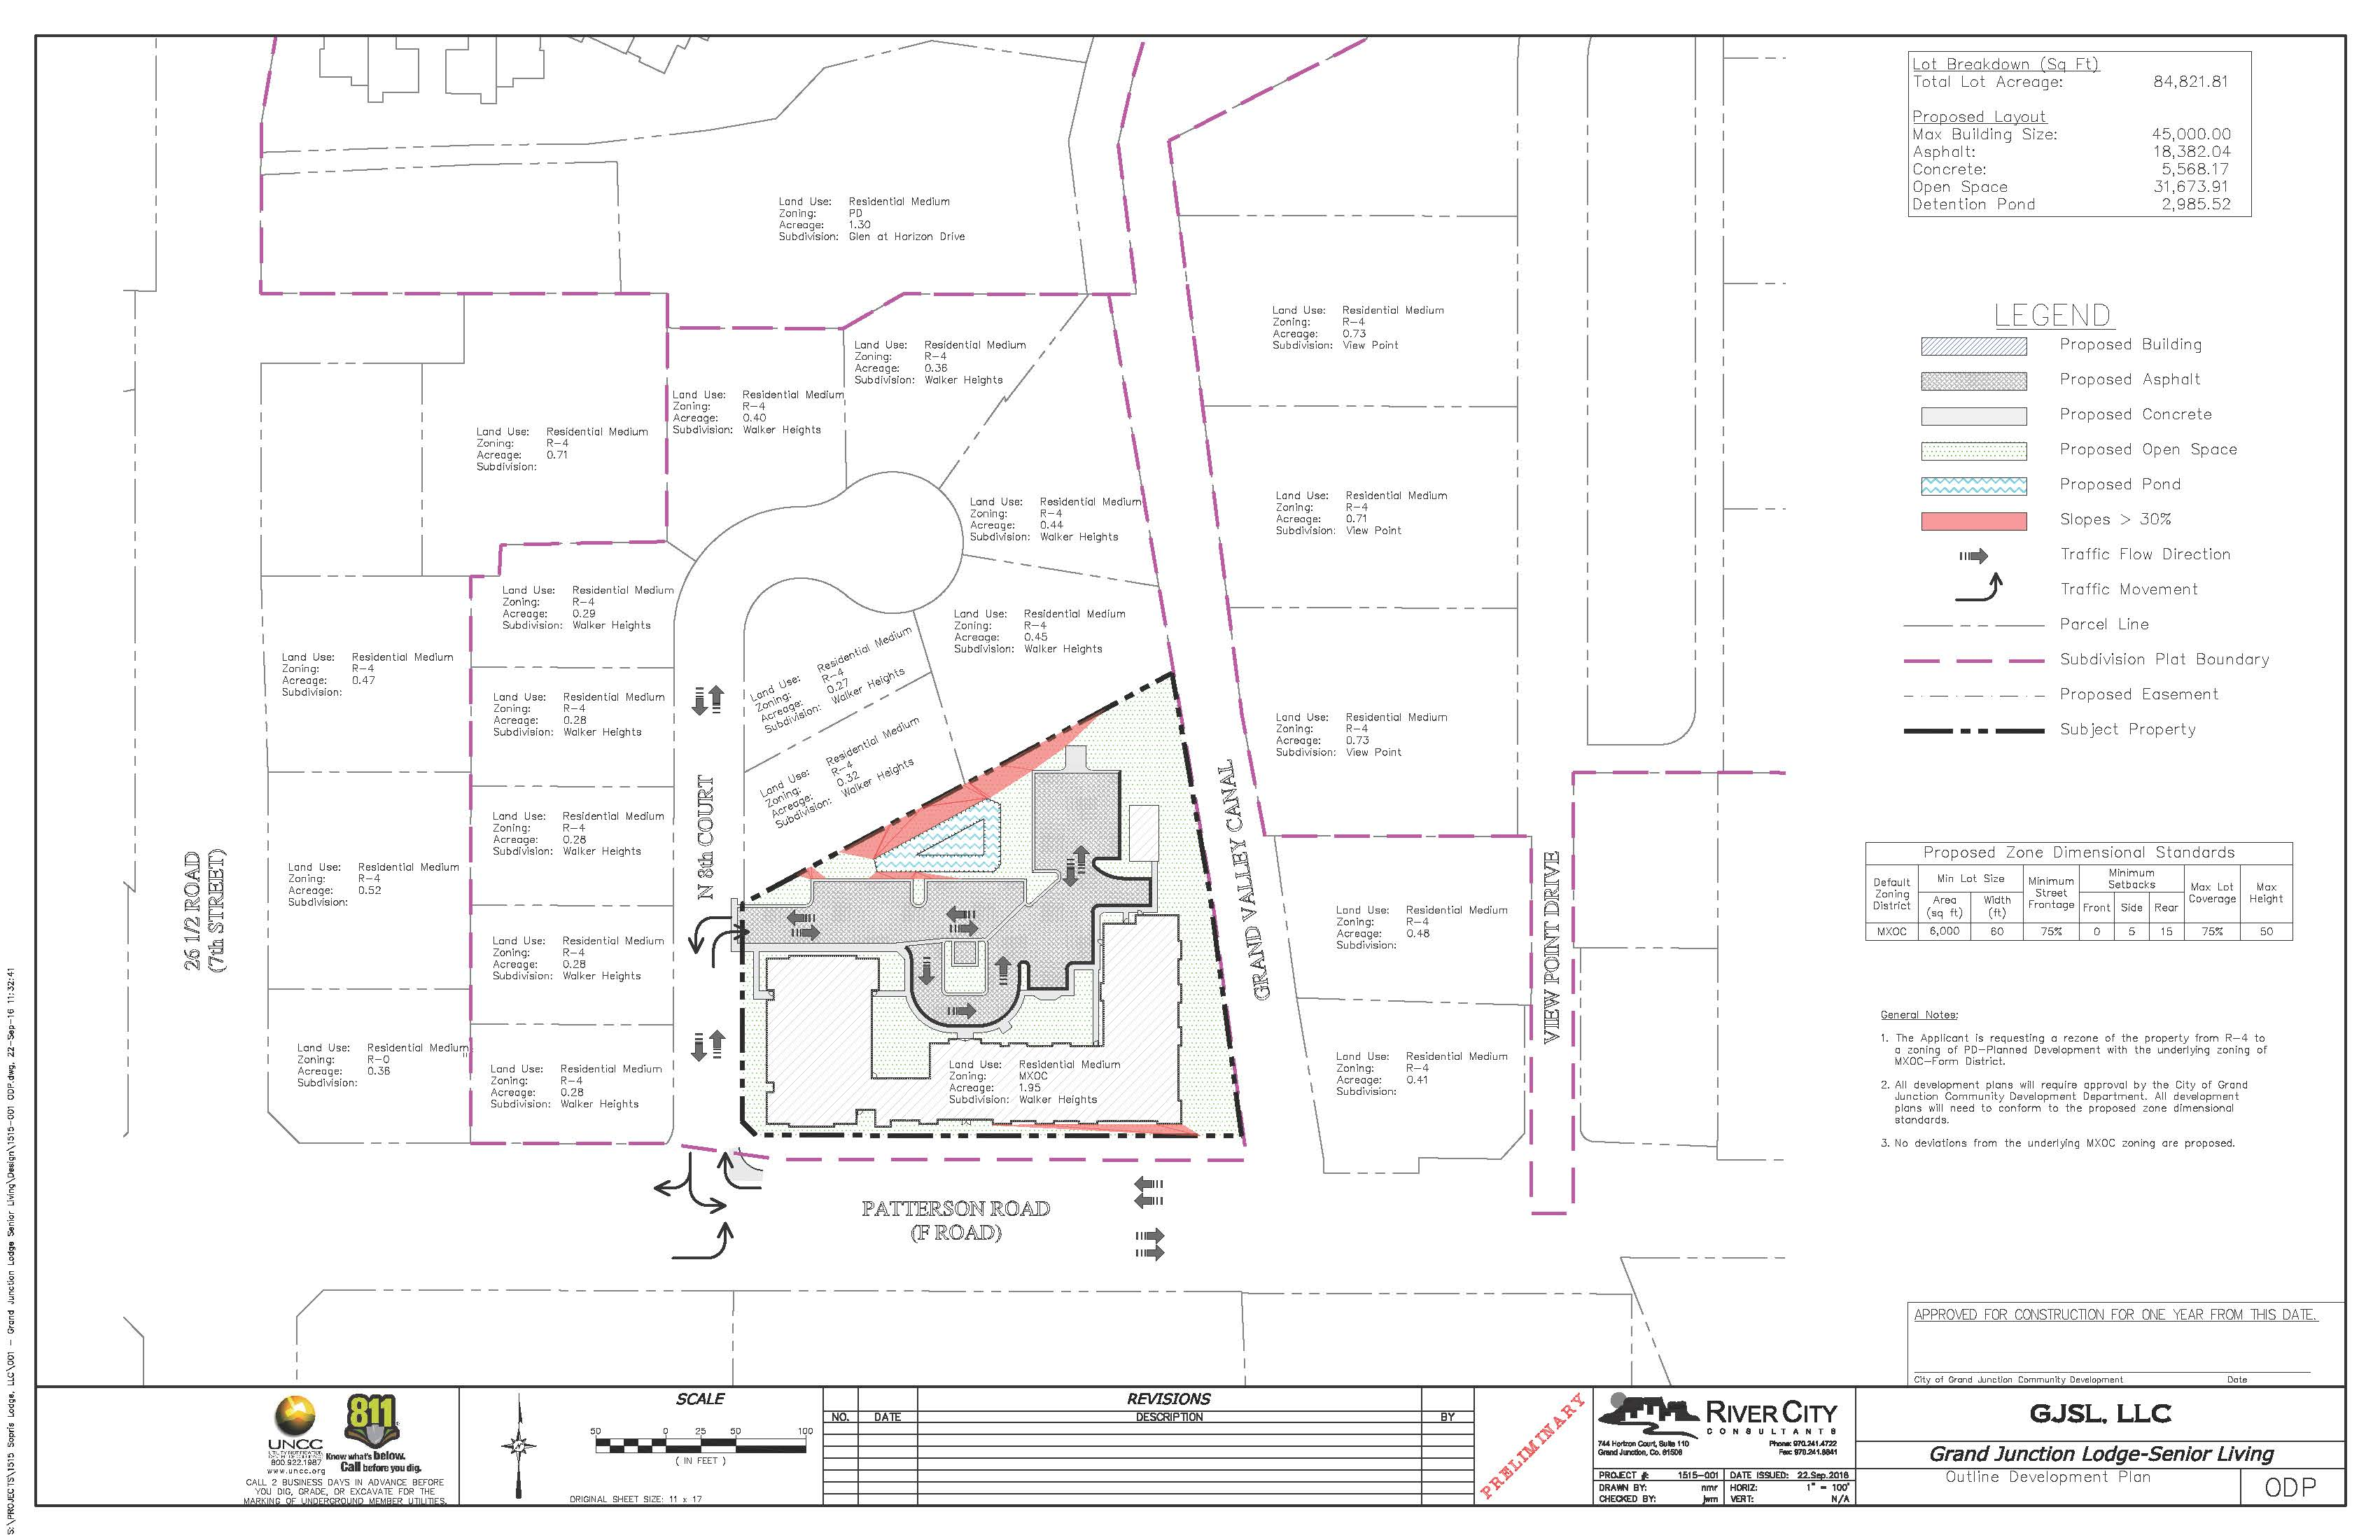 Lot Breakdown (Sq Ft)
Total Lot Acreage: 84,821.81
Proposed Layout
Max Building Size: 45,000.00
Asphalt: 18,382.04
Concrete: 5,568.17
Open Space 31,673.91
Detention Pond 2,985.52
Land Use: Residential Medium
Zoning: PD
Acreage: 1.30
Subdivision: Glen at Horizon Drive
Land Use: Residential Medium
Zoning: R-4
Acreage: 0.73
Subdivision: View Point
Land Use: Residential Medium
Zoning: R-4
Acreage: 0.36
Subdivision: Walker Heights
Land Use: Residential Medium
Zoning: R-4
Acreage: 0.40
Subdivision: Walker Heights
Land Use: Residential Medium
Zoning: R-4
Acreage: 0.71
Subdivision:
Land Use: Residential Medium
Zoning: R-4
Acreage: 0.44
Subdivision: Walker Heights
Land Use: Residential Medium
Zoning: R-4
Acreage: 0.71
Subdivision: View Point
Land Use: Residential Medium
Zoning: R-4
Acreage: 0.29
Subdivision: Walker Heights
Land Use: Residential Medium
Zoning: R-4
Acreage: 0.45
Subdivision: Walker Heights
Land Use: Residential Medium
Zoning: R-4
Acreage: 0.47
Subdivision:
Land Use: Residential Medium
Zoning: R-4
Acreage: 0.28
Subdivision: Walker Heights
Land Use: Residential Medium
Zoning: R-4
Acreage: 0.27
Subdivision: Walker Heights
Land Use: Residential Medium
Zoning: R-4
Acreage: 0.32
Subdivision: Walker Heights
Land Use: Residential Medium
Zoning: R-4
Acreage: 0.73
Subdivision: View Point
Land Use: Residential Medium
Zoning: R-4
Acreage: 0.28
Subdivision: Walker Heights
Land Use: Residential Medium
Zoning: R-4
Acreage: 0.52
Subdivision:
Land Use: Residential Medium
Zoning: R-4
Acreage: 0.28
Subdivision: Walker Heights
Land Use: Residential Medium
Zoning: R-4
Acreage: 0.48
Subdivision:
Land Use: Residential Medium
Zoning: R-O
Acreage: 0.38
Subdivision:
Land Use: Residential Medium
Zoning: R-4
Acreage: 0.28
Subdivision: Walker Heights
Land Use: Residential Medium
Zoning: MXOC
Acreage: 1.95
Subdivision: Walker Heights
Land Use: Residential Medium
Zoning: R-4
Acreage: 0.41
Subdivision:
26 1/2 ROAD
(7th STREET)
N 8th COURT
GRAND VALLEY CANAL
VIEW POINT DRIVE
PATTERSON ROAD
(F ROAD)
LEGEND
Proposed Building
Proposed Asphalt
Proposed Concrete
Proposed Open Space
Proposed Pond
Slopes > 30%
Traffic Flow Direction
Traffic Movement
Parcel Line
Subdivision Plat Boundary
Proposed Easement
Subject Property
Proposed Zone Dimensional Standards
Default Zoning District
Min Lot Size
Area (sq ft)
Width (ft)
Minimum Street Frontage
Minimum Setbacks
Front Side Rear
Max Lot Coverage
Max Height
MXOC 6,000 60 75% 0 5 15 75% 50
General Notes:
1. The Applicant is requesting a rezone of the property from R-4 to
a zoning of PD-Planned Development with the underlying zoning of
MXOC-Form District.
2. All development plans will require approval by the City of Grand
Junction Community Development Department. All development
plans will need to conform to the proposed zone dimensional
standards.
3. No deviations from the underlying MXOC zoning are proposed.
APPROVED FOR CONSTRUCTION FOR ONE YEAR FROM THIS DATE.
City of Grand Junction Community Development Date
S:\PROJECTS\1515 Sopris Lodge, LLC\001 - Grand Junction Lodge Senior Living\Design\1515-001 ODP.dwg, 22-Sep-16 11:32:41
UNCC
800.922.1987
www.uncc.org
811
Know what's below.
Call before you dig.
CALL 2 BUSINESS DAYS IN ADVANCE BEFORE
YOU DIG, GRADE, OR EXCAVATE FOR THE
MARKING OF UNDERGROUND MEMBER UTILITIES.
N
SCALE
50 0 25 50 100
( IN FEET )
ORIGINAL SHEET SIZE: 11 x 17
REVISIONS
NO. DATE DESCRIPTION BY
PRELIMINARY
RIVER CITY
CONSULTANTS
744 Horizon Court, Suite 110 Phone: 970.241.4722
Grand Junction, Co. 81506 Fax: 970.241.8841
PROJECT #: 1515-001 DATE ISSUED: 22.Sep.2016
DRAWN BY: nmr HORIZ: 1" = 100'
CHECKED BY: jwm VERT: N/A
GJSL, LLC
Grand Junction Lodge-Senior Living
Outline Development Plan
ODP